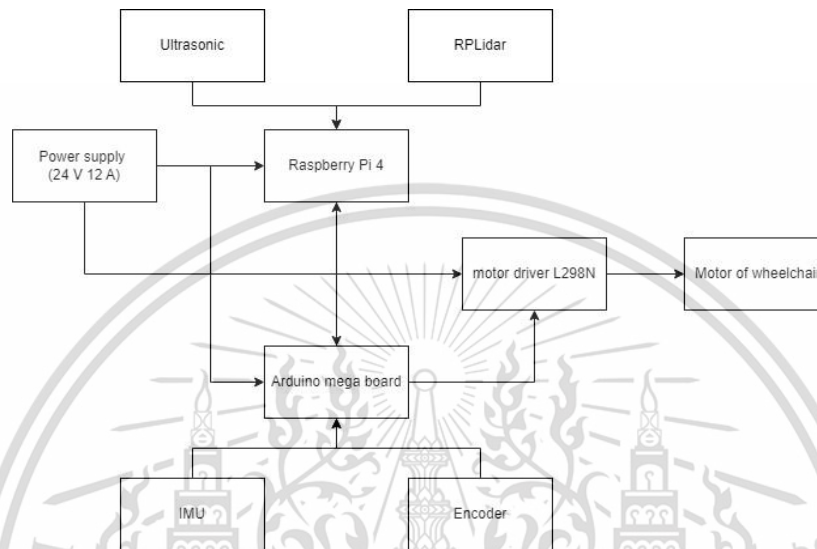 Ultrasonic
RPLidar
Power supply
(24 V 12 A)
Raspberry Pi 4
motor driver L298N
Motor of wheelchair
Arduino mega board
IMU
Encoder